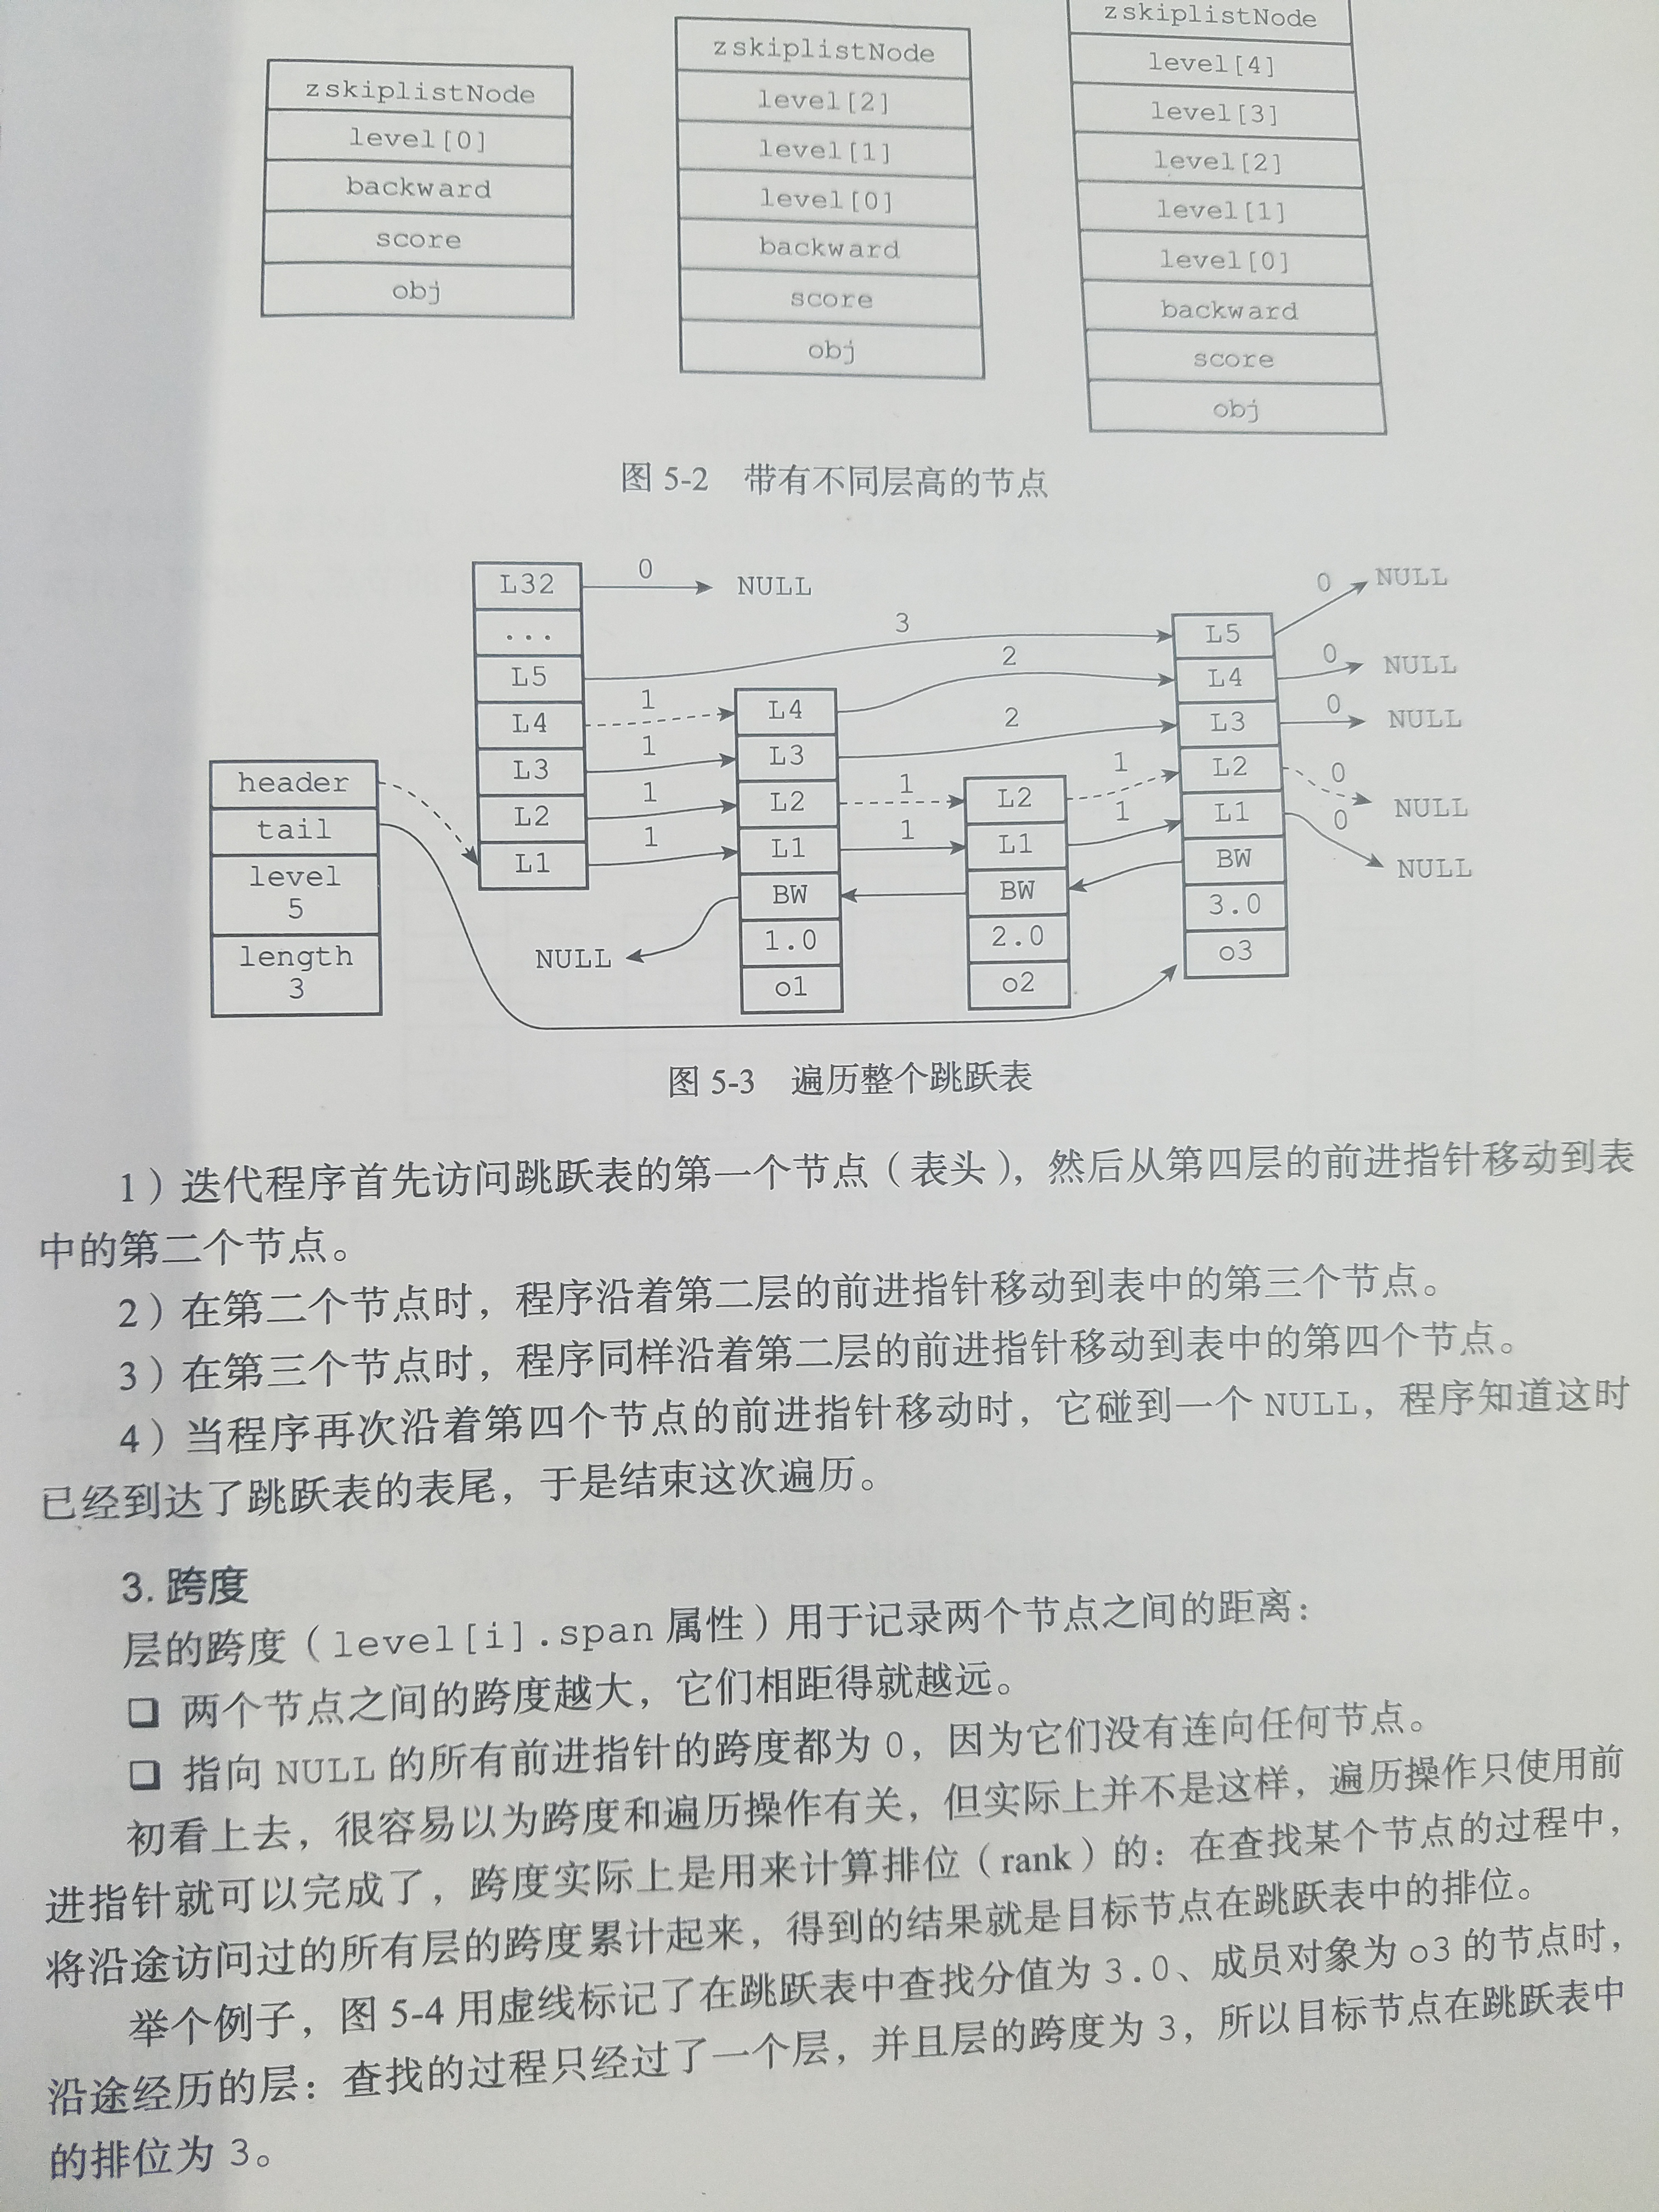 zskiplistNode
level[0]
backward
score
obj
zskiplistNode
level[2]
level[1]
level[0]
backward
score
obj
zskiplistNode
level[4]
level[3]
level[2]
level[1]
level[0]
backward
score
obj
图 5-2 带有不同层高的节点
header
tail
level
5
length
3
L32
...
L5
L4
L3
L2
L1
0
NULL
3
1
1
1
1
L4
L3
L2
L1
BW
1.0
o1
NULL
2
2
1
1
L2
L1
BW
2.0
o2
1
1
L5
L4
L3
L2
L1
BW
3.0
o3
0
NULL
0
NULL
0
NULL
0
NULL
0
NULL
图 5-3 遍历整个跳跃表
1）迭代程序首先访问跳跃表的第一个节点（表头），然后从第四层的前进指针移动到表
中的第二个节点。
2）在第二个节点时，程序沿着第二层的前进指针移动到表中的第三个节点。
3）在第三个节点时，程序同样沿着第二层的前进指针移动到表中的第四个节点。
4）当程序再次沿着第四个节点的前进指针移动时，它碰到一个 NULL，程序知道这时
已经到达了跳跃表的表尾，于是结束这次遍历。
3. 跨度
层的跨度（level[i].span 属性）用于记录两个节点之间的距离：
❑ 两个节点之间的跨度越大，它们相距得就越远。
❑ 指向 NULL 的所有前进指针的跨度都为 0，因为它们没有连向任何节点。
初看上去，很容易以为跨度和遍历操作有关，但实际上并不是这样，遍历操作只使用前
进指针就可以完成了，跨度实际上是用来计算排位（rank）的：在查找某个节点的过程中，
将沿途访问过的所有层的跨度累计起来，得到的结果就是目标节点在跳跃表中的排位。
举个例子，图 5-4 用虚线标记了在跳跃表中查找分值为 3.0、成员对象为 o3 的节点时，
沿途经历的层：查找的过程只经过了一个层，并且层的跨度为 3，所以目标节点在跳跃表中
的排位为 3。